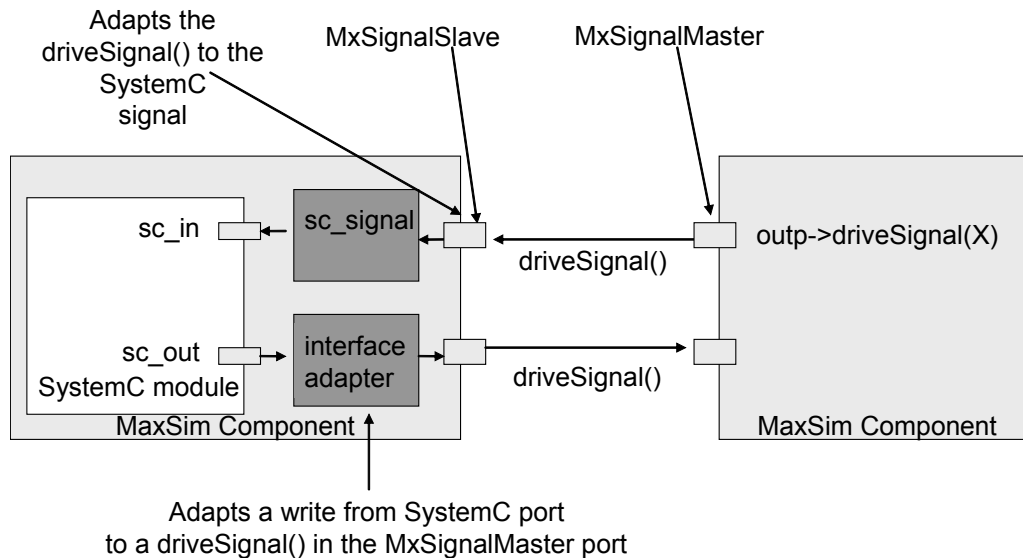 Adapts the
driveSignal() to the
SystemC
signal
MxSignalSlave
MxSignalMaster
sc_in
sc_signal
driveSignal()
outp->driveSignal(X)
sc_out
SystemC module
interface
adapter
driveSignal()
MaxSim Component
MaxSim Component
Adapts a write from SystemC port
to a driveSignal() in the MxSignalMaster port